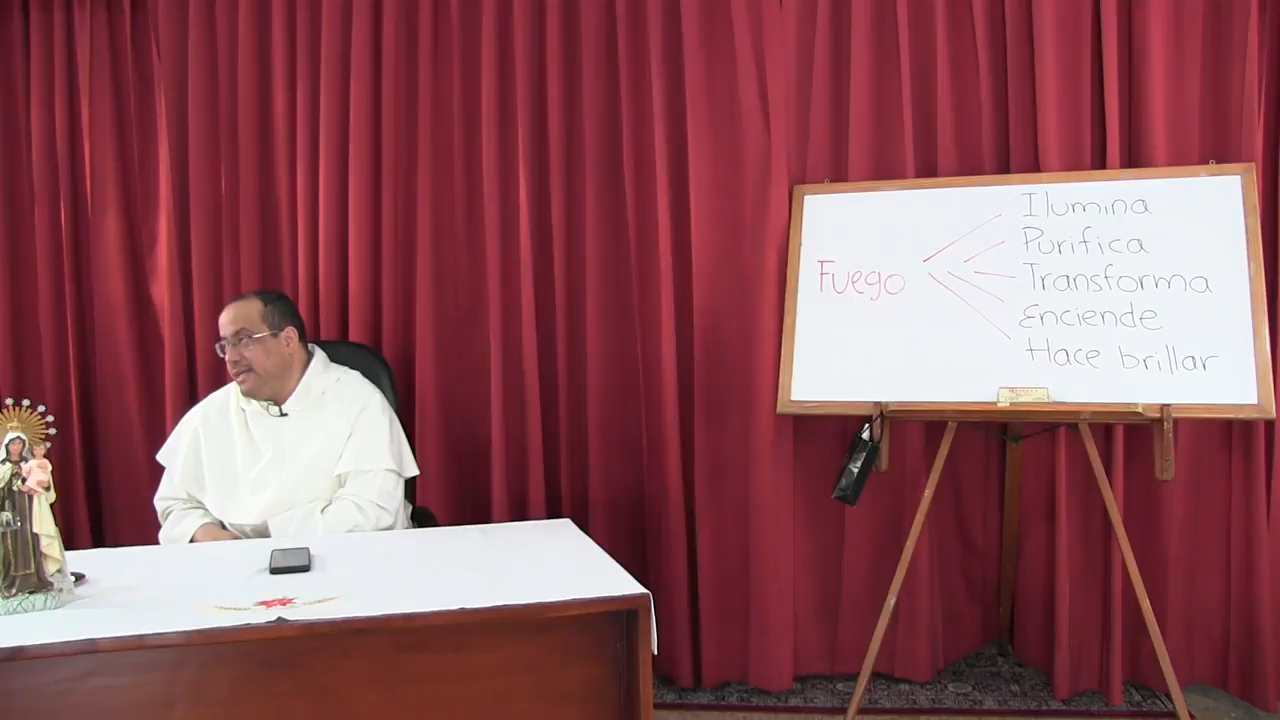 Fuego
Ilumina
Purifica
Transforma
Enciende
Hace brillar